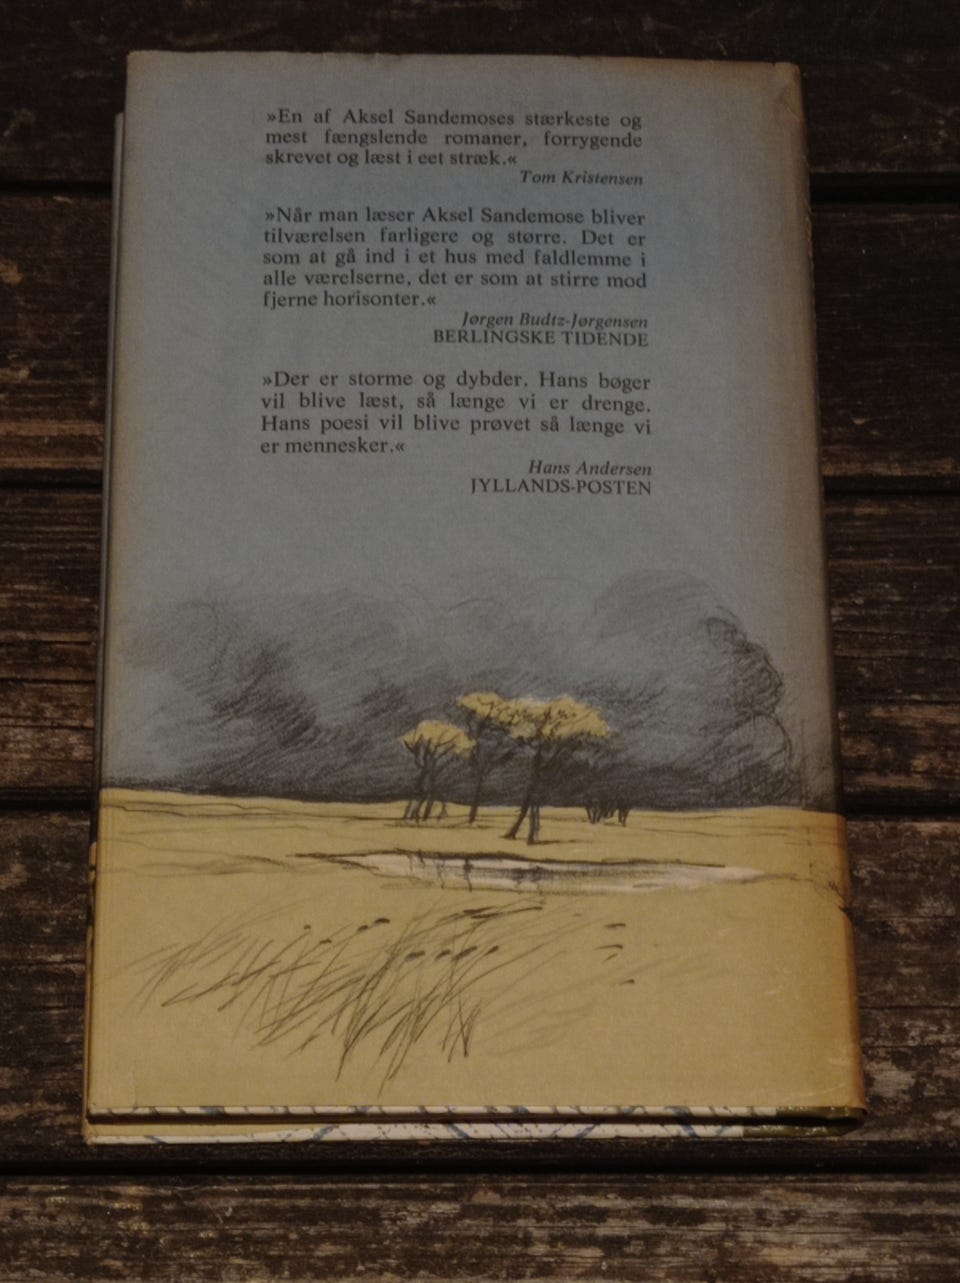 »En af Aksel Sandemoses stærkeste og
mest fængslende romaner, forrygende
skrevet og læst i eet stræk.«
Tom Kristensen
»Når man læser Aksel Sandemose bliver
tilværelsen farligere og større. Det er
som at gå ind i et hus med faldlemme i
alle værelserne, det er som at stirre mod
fjerne horisonter.«
Jørgen Budtz-Jørgensen
BERLINGSKE TIDENDE
»Der er storme og dybder. Hans bøger
vil blive læst, så længe vi er drenge.
Hans poesi vil blive prøvet så længe vi
er mennesker.«
Hans Andersen
JYLLANDS-POSTEN